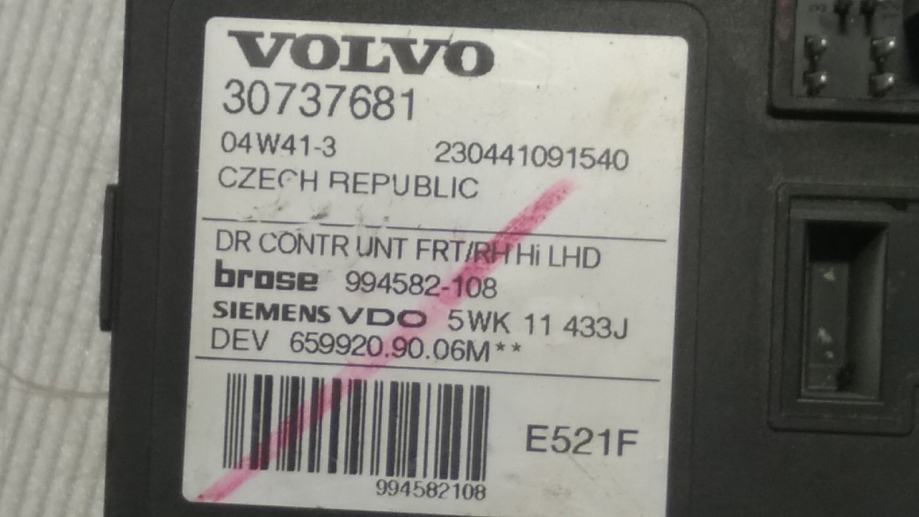 VOLVO
30737681
04W41-3 230441091540
CZECH REPUBLIC
DR CONTR UNT FRT/RH Hi LHD
brose 994582-108
SIEMENS VDO 5WK 11 433J
DEV 659920.90.06M**
E521F
994582108